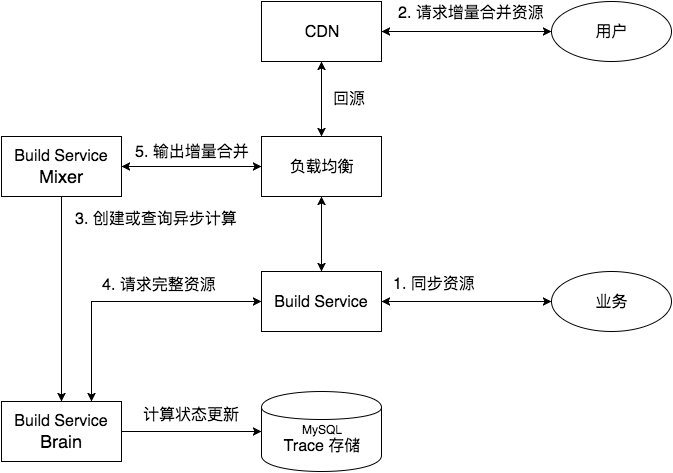 CDN
2. 请求增量合并资源
用户
回源
Build Service
Mixer
5. 输出增量合并
负载均衡
3. 创建或查询异步计算
4. 请求完整资源
Build Service
1. 同步资源
业务
Build Service
Brain
计算状态更新
MySQL
Trace 存储